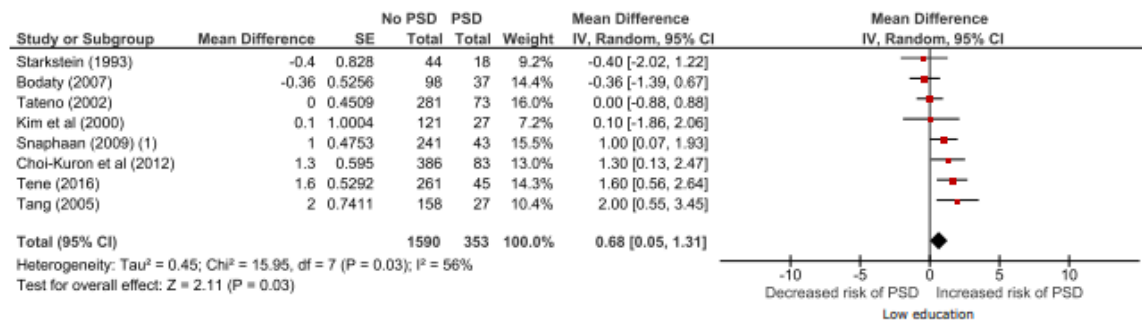 No PSD PSD Mean Difference Mean Difference
Study or Subgroup Mean Difference SE Total Total Weight IV, Random, 95% CI IV, Random, 95% CI
Starkstein (1993) -0.4 0.828 44 18 9.2% -0.40 [-2.02, 1.22]
Bodaty (2007) -0.36 0.5256 98 37 14.4% -0.36 [-1.39, 0.67]
Tateno (2002) 0 0.4509 281 73 16.0% 0.00 [-0.88, 0.88]
Kim et al (2000) 0.1 1.0004 121 27 7.2% 0.10 [-1.86, 2.06]
Snaphaan (2009) (1) 1 0.4753 241 43 15.5% 1.00 [0.07, 1.93]
Choi-Kuron et al (2012) 1.3 0.595 386 83 13.0% 1.30 [0.13, 2.47]
Tene (2016) 1.6 0.5292 261 45 14.3% 1.60 [0.56, 2.64]
Tang (2005) 2 0.7411 158 27 10.4% 2.00 [0.55, 3.45]
Total (95% CI) 1590 353 100.0% 0.68 [0.05, 1.31]
Heterogeneity: Tau² = 0.45; Chi² = 15.95, df = 7 (P = 0.03); I² = 56%
Test for overall effect: Z = 2.11 (P = 0.03)
-10 -5 0 5 10
Decreased risk of PSD Increased risk of PSD
Low education